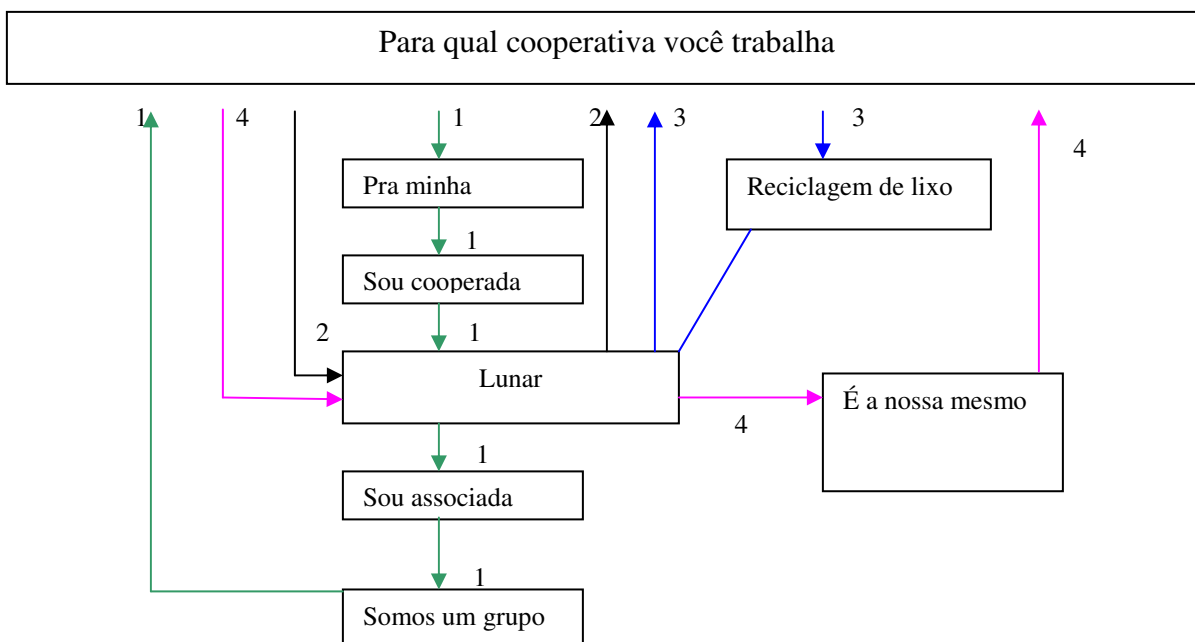 Para qual cooperativa você trabalha
1
4
1
2
3
3
4
Pra minha
Reciclagem de lixo
1
Sou cooperada
2
1
Lunar
É a nossa mesmo
4
1
Sou associada
1
Somos um grupo